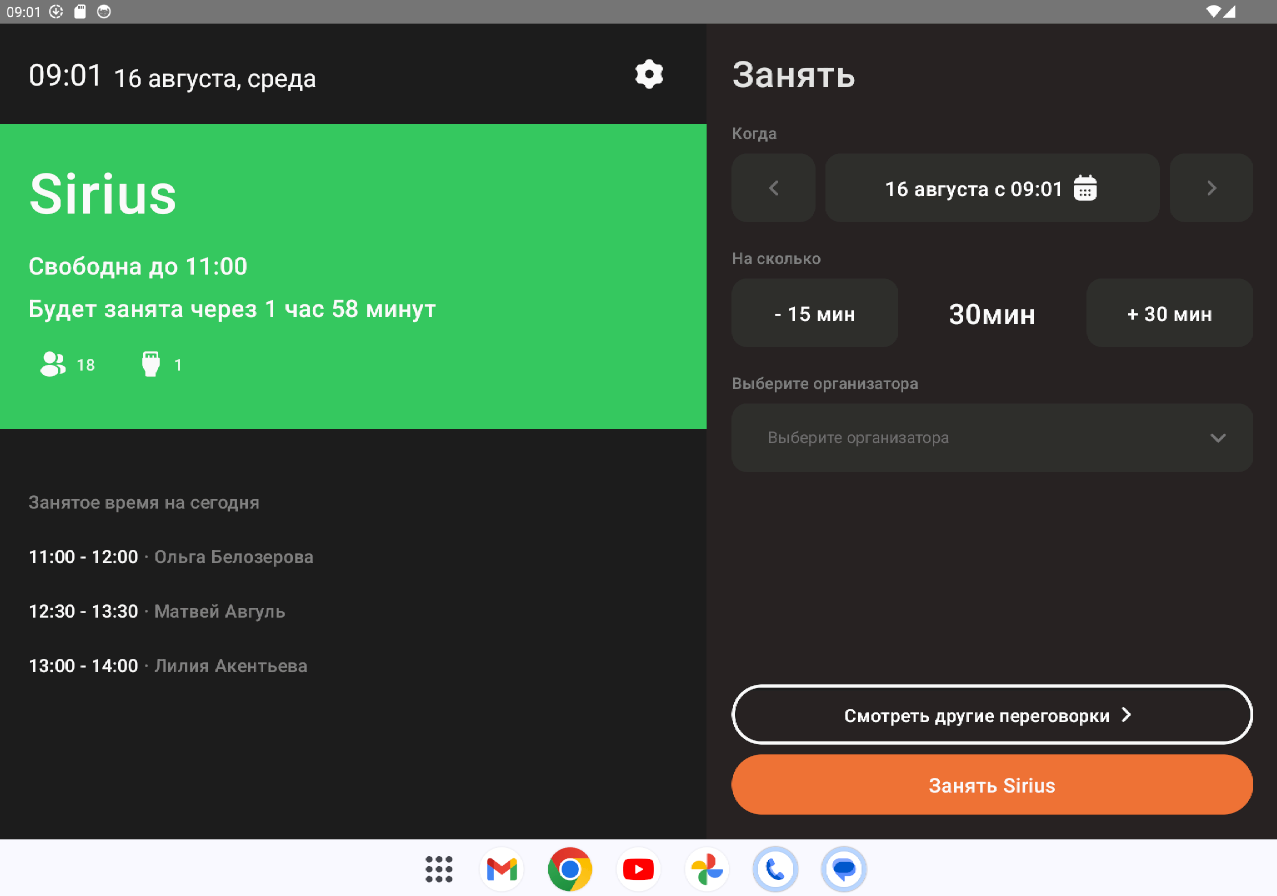 09:01
09:01 16 августа, среда
Sirius
Свободна до 11:00
Будет занята через 1 час 58 минут
18 1
Занятое время на сегодня
11:00 - 12:00 · Ольга Белозерова
12:30 - 13:30 · Матвей Авгуль
13:00 - 14:00 · Лилия Акентьева
Занять
Когда
16 августа с 09:01
На сколько
- 15 мин 30мин + 30 мин
Выберите организатора
Выберите организатора
Смотреть другие переговорки
Занять Sirius